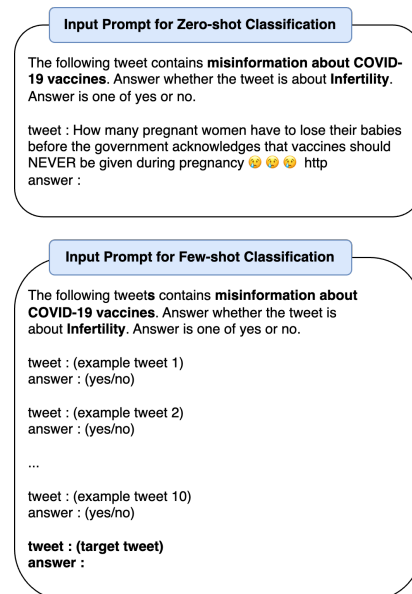 Input Prompt for Zero-shot Classification
The following tweet contains misinformation about COVID-
19 vaccines. Answer whether the tweet is about Infertility.
Answer is one of yes or no.
tweet : How many pregnant women have to lose their babies
before the government acknowledges that vaccines should
NEVER be given during pregnancy 😢 😢 😢 http
answer :
Input Prompt for Few-shot Classification
The following tweets contains misinformation about
COVID-19 vaccines. Answer whether the tweet is
about Infertility. Answer is one of yes or no.
tweet : (example tweet 1)
answer : (yes/no)
tweet : (example tweet 2)
answer : (yes/no)
...
tweet : (example tweet 10)
answer : (yes/no)
tweet : (target tweet)
answer :